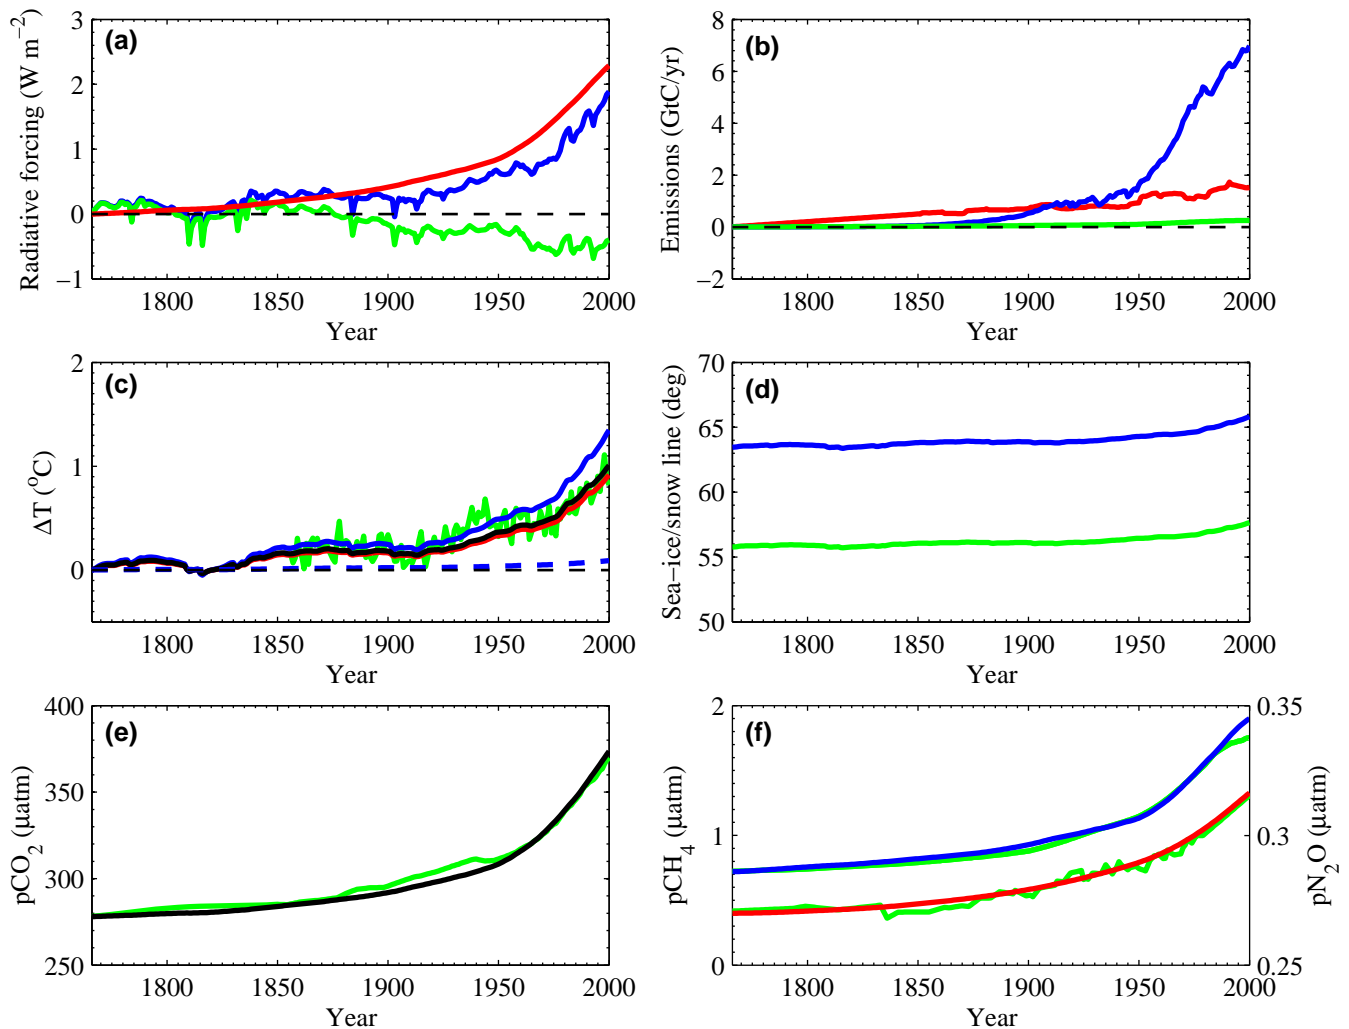 (a)
Radiative forcing (W m⁻²)
3
2
1
0
−1
1800 1850 1900 1950 2000
Year
(b)
Emissions (GtC/yr)
8
6
4
2
0
−2
1800 1850 1900 1950 2000
Year
(c)
ΔT (°C)
2
1
0
1800 1850 1900 1950 2000
Year
(d)
Sea−ice/snow line (deg)
70
65
60
55
50
1800 1850 1900 1950 2000
Year
(e)
pCO₂ (μatm)
400
350
300
250
1800 1850 1900 1950 2000
Year
(f)
pCH₄ (μatm)
2
1
0
pN₂O (μatm)
0.35
0.3
0.25
1800 1850 1900 1950 2000
Year